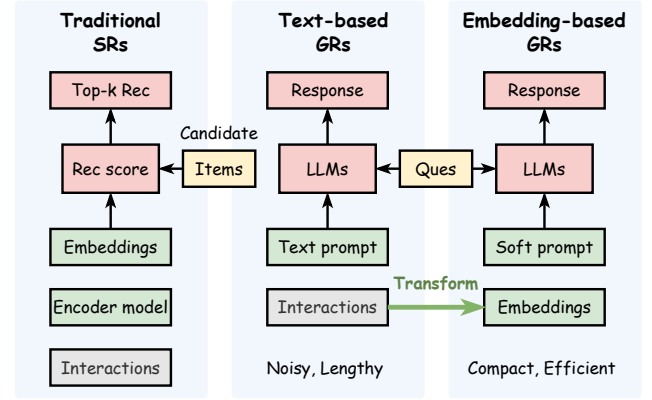 Traditional
SRs
Top-k Rec
Candidate
Rec score
Items
Embeddings
Encoder model
Interactions
Text-based
GRs
Response
LLMs
Ques
Text prompt
Interactions
Transform
Noisy, Lengthy
Embedding-based
GRs
Response
LLMs
Soft prompt
Embeddings
Compact, Efficient